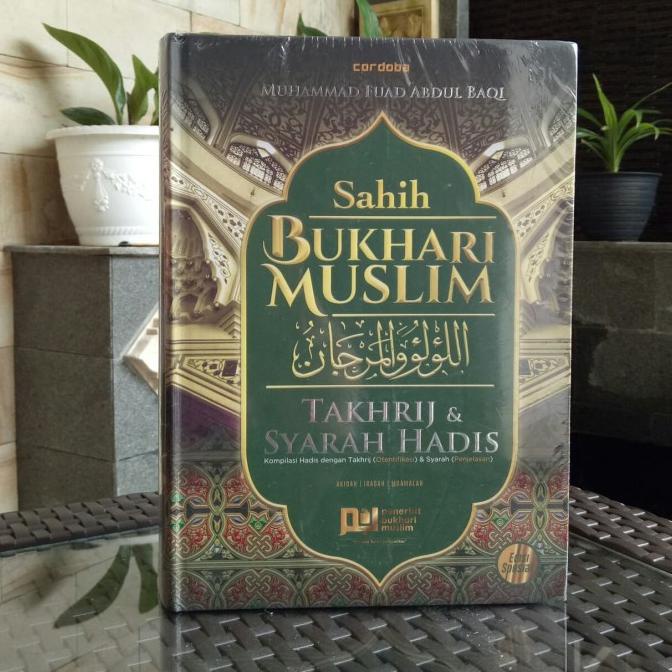 cordoba
MUHAMMAD FUAD ABDUL BAQI
Sahih
BUKHARI
MUSLIM
اللؤلؤ والمرجان
TAKHRIJ &
SYARAH HADIS
Kompilasi Hadis dengan Takhrij (Otentifikasi) & Syarah (Penjelasan)
AKIDAH | IBADAH | MUAMALAH
penerbit
bukhari
muslim
Edisi
Spesial